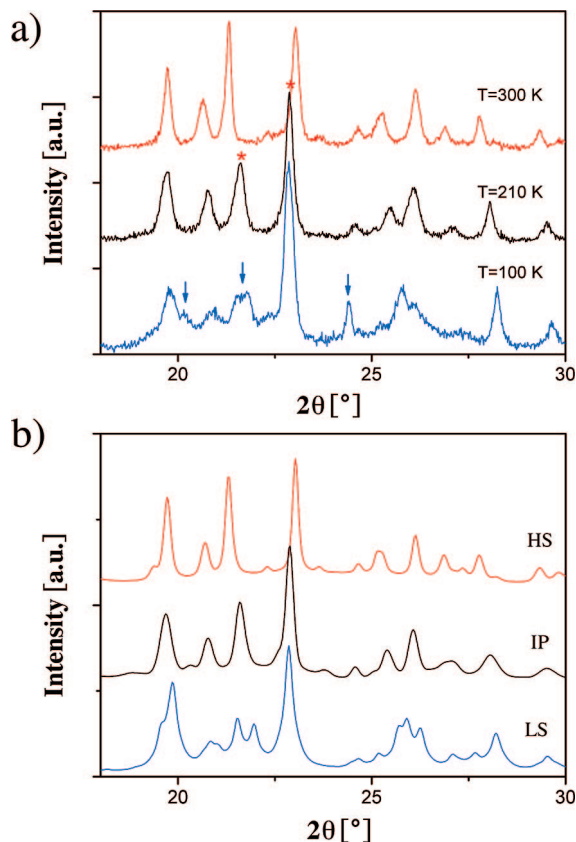 a)
Intensity [a.u.]
*
T=300 K
*
T=210 K
T=100 K
20
25
30
2θ [°]
b)
Intensity [a.u.]
HS
IP
LS
20
25
30
2θ [°]